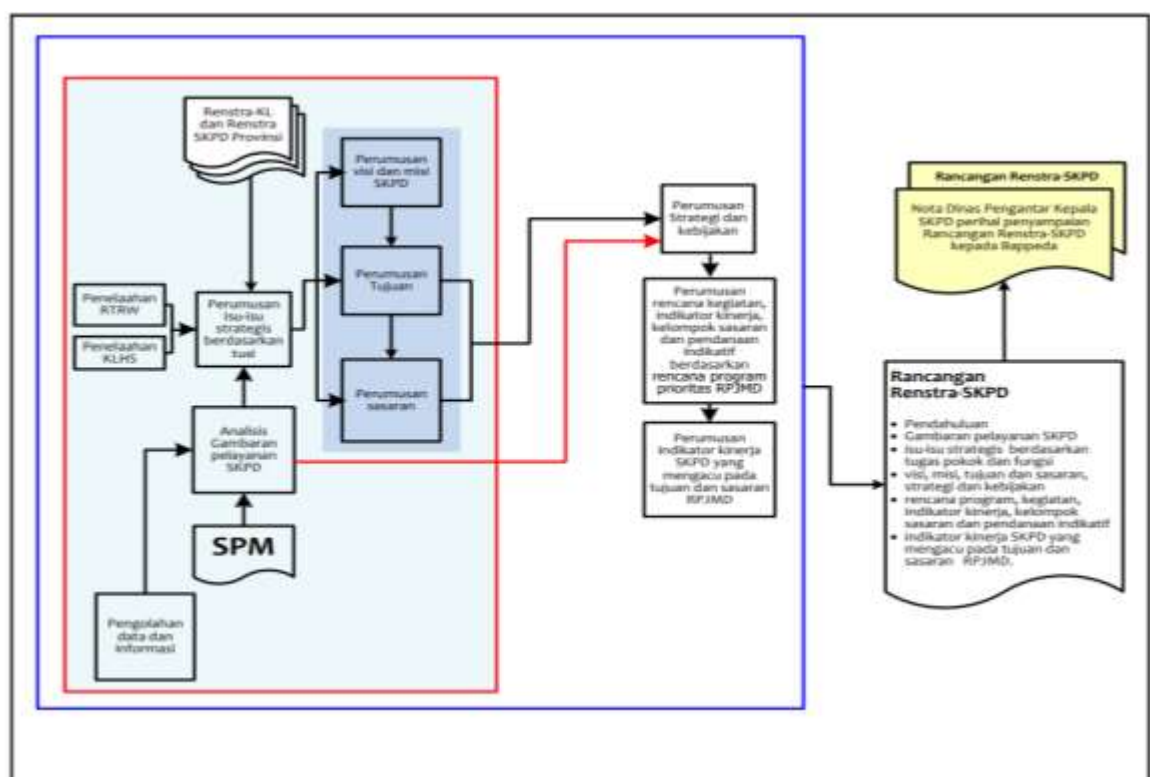 Renstra-KL
dan Renstra
SKPD Provinsi
Perumusan
visi dan misi
SKPD
Perumusan
Tujuan
Perumusan
sasaran
Penelaahan
RTRW
Penelaahan
KLHS
Perumusan
Isu-isu
strategis
berdasarkan
tusi
Analisis
Gambaran
pelayanan
SKPD
SPM
Pengolahan
data dan
informasi
Perumusan
Strategi dan
kebijakan
Perumusan
rencana kegiatan,
indikator kinerja,
kelompok sasaran
dan pendanaan
indikatif
berdasarkan
rencana program
prioritas RPJMD
Perumusan
indikator kinerja
SKPD yang
mengacu pada
tujuan dan sasaran
RPJMD
Rancangan Renstra-SKPD
Nota Dinas Pengantar Kepala
SKPD perihal penyampaian
Rancangan Renstra-SKPD
kepada Bappeda
Rancangan
Renstra-SKPD
• Pendahuluan
• Gambaran pelayanan SKPD
• isu-isu strategis berdasarkan
tugas pokok dan fungsi
• visi, misi, tujuan dan sasaran,
strategi dan kebijakan
• rencana program, kegiatan,
indikator kinerja, kelompok
sasaran dan pendanaan indikatif
• indikator kinerja SKPD yang
mengacu pada tujuan dan
sasaran RPJMD.